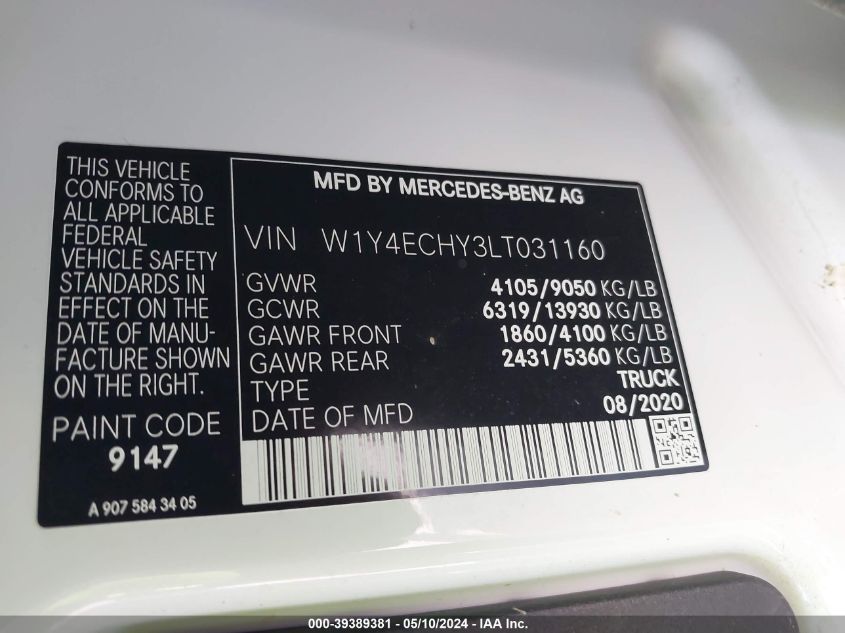 THIS VEHICLE
CONFORMS TO
ALL APPLICABLE
FEDERAL
VEHICLE SAFETY
STANDARDS IN
EFFECT ON THE
DATE OF MANU-
FACTURE SHOWN
ON THE RIGHT.
PAINT CODE
9147
A 907 584 34 05
MFD BY MERCEDES-BENZ AG
VIN W1Y4ECHY3LT031160
GVWR 4105/9050 KG/LB
GCWR 6319/13930 KG/LB
GAWR FRONT 1860/4100 KG/LB
GAWR REAR 2431/5360 KG/LB
TYPE TRUCK
DATE OF MFD 08/2020
000-39389381 - 05/10/2024 - IAA Inc.